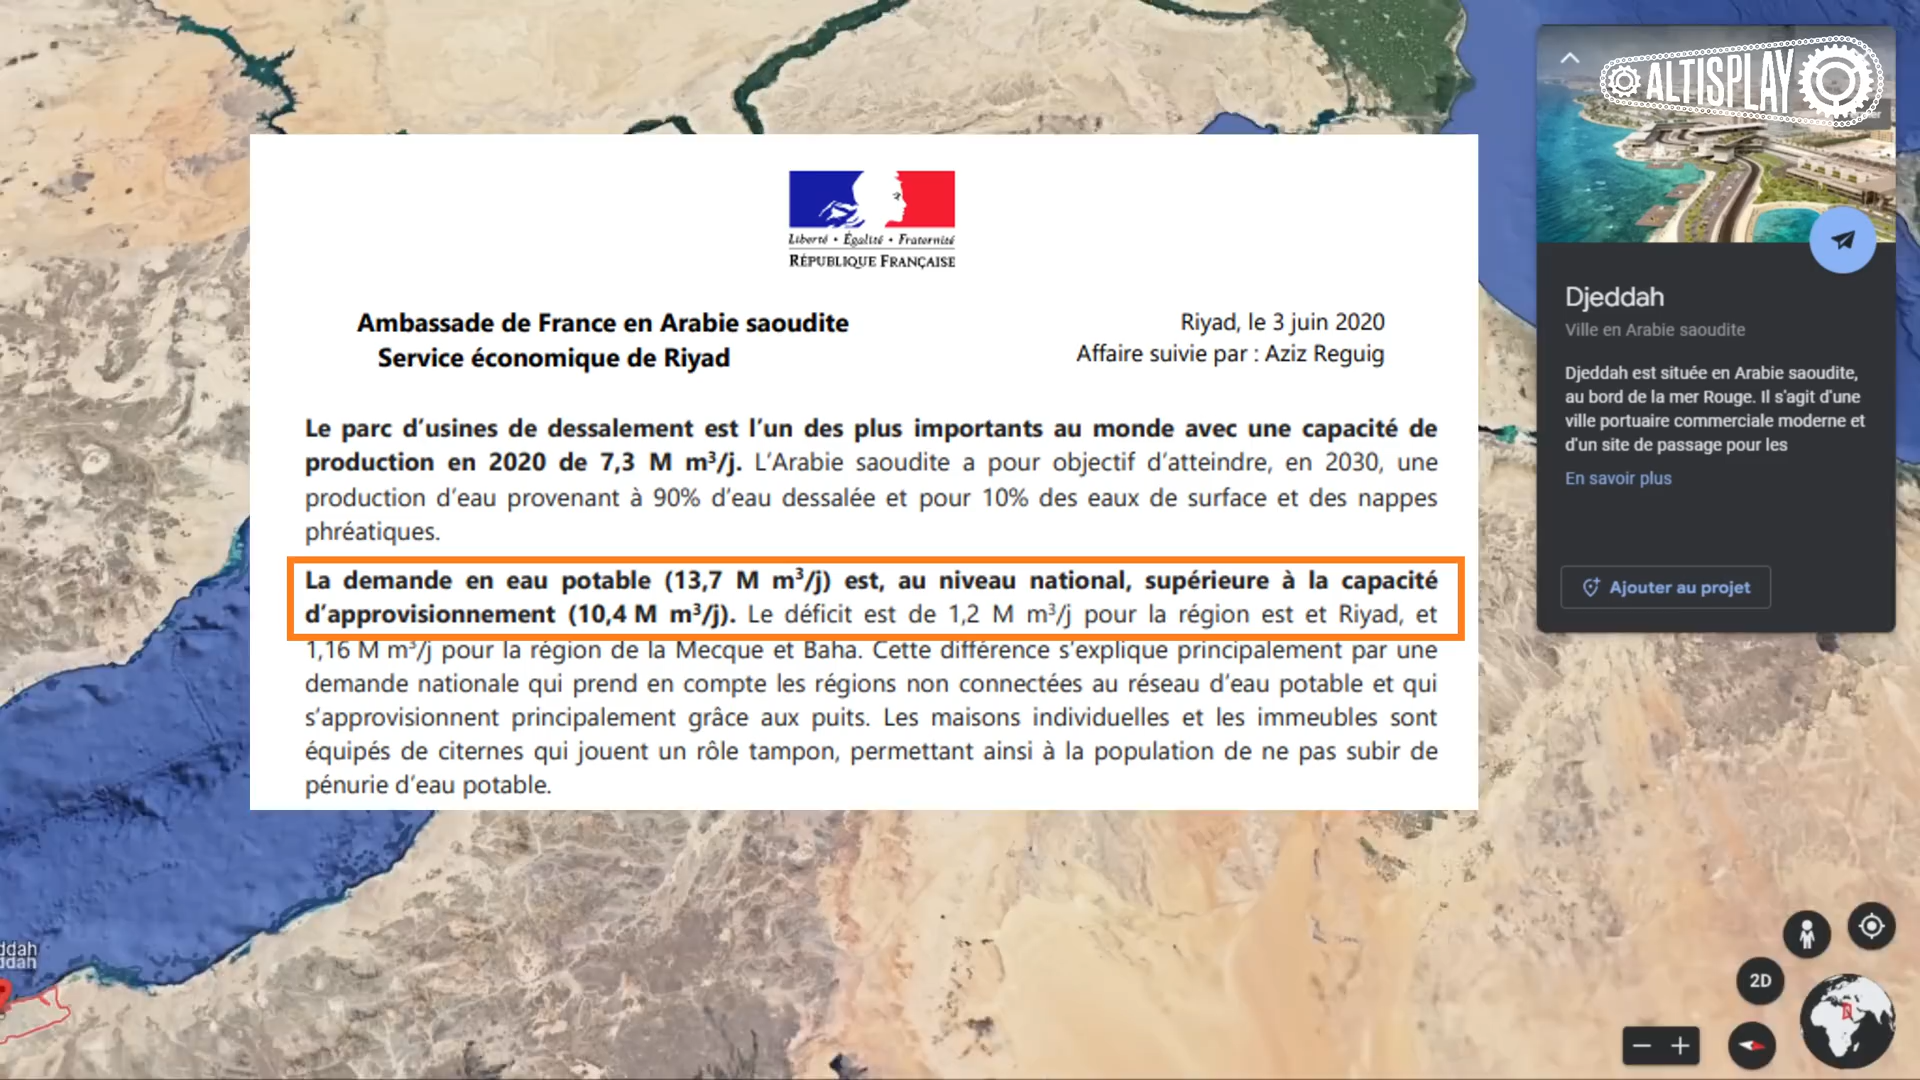 ALTISPLAY
Liberté • Égalité • Fraternité
RÉPUBLIQUE FRANÇAISE
Ambassade de France en Arabie saoudite
Service économique de Riyad
Riyad, le 3 juin 2020
Affaire suivie par : Aziz Reguig
Le parc d’usines de dessalement est l’un des plus importants au monde avec une capacité de
production en 2020 de 7,3 M m³/j. L’Arabie saoudite a pour objectif d’atteindre, en 2030, une
production d’eau provenant à 90% d’eau dessalée et pour 10% des eaux de surface et des nappes
phréatiques.
La demande en eau potable (13,7 M m³/j) est, au niveau national, supérieure à la capacité
d’approvisionnement (10,4 M m³/j). Le déficit est de 1,2 M m³/j pour la région est et Riyad, et
1,16 M m³/j pour la région de la Mecque et Baha. Cette différence s’explique principalement par une
demande nationale qui prend en compte les régions non connectées au réseau d’eau potable et qui
s’approvisionnent principalement grâce aux puits. Les maisons individuelles et les immeubles sont
équipés de citernes qui jouent un rôle tampon, permettant ainsi à la population de ne pas subir de
pénurie d’eau potable.
Djeddah
Ville en Arabie saoudite
Djeddah est située en Arabie saoudite,
au bord de la mer Rouge. Il s'agit d'une
ville portuaire commerciale moderne et
d'un site de passage pour les
En savoir plus
Ajouter au projet
ddah
ddah
2D